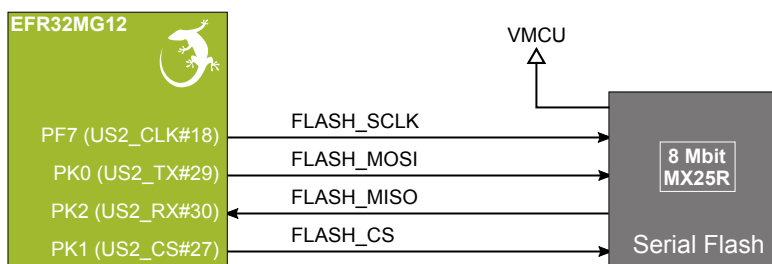 EFR32MG12
VMCU
PF7 (US2_CLK#18)
FLASH_SCLK
PK0 (US2_TX#29)
FLASH_MOSI
PK2 (US2_RX#30)
FLASH_MISO
PK1 (US2_CS#27)
FLASH_CS
8 Mbit
MX25R
Serial Flash